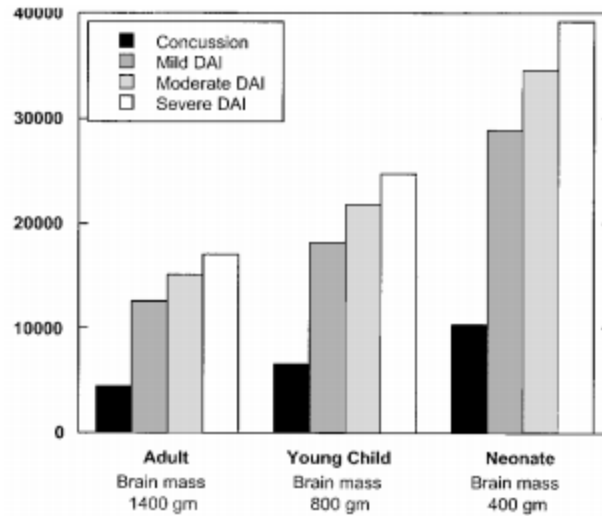 40000
30000
20000
10000
0
Concussion
Mild DAI
Moderate DAI
Severe DAI
Adult
Brain mass
1400 gm
Young Child
Brain mass
800 gm
Neonate
Brain mass
400 gm